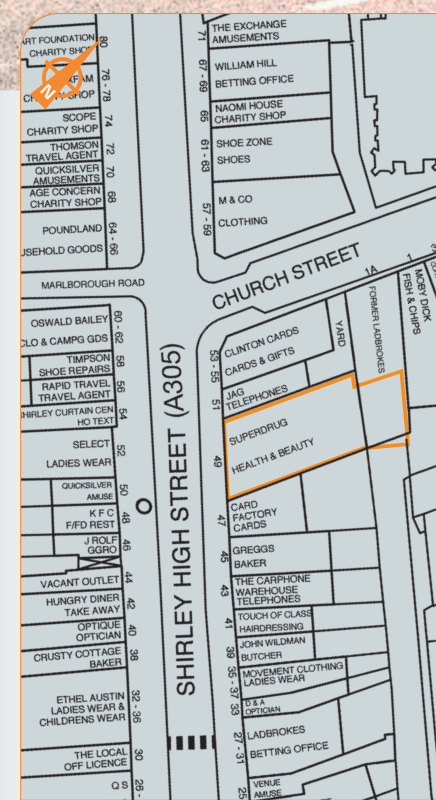 ART FOUNDATION
CHARITY SHOP
80
76 - 78
SCOPE
CHARITY SHOP
74
THOMSON
TRAVEL AGENT
72
QUICKSILVER
AMUSEMENTS
70
AGE CONCERN
CHARITY SHOP
68
POUNDLAND
USEHOLD GOODS
64 - 66
MARLBOROUGH ROAD
OSWALD BAILEY
CLO & CAMPG GDS
60 - 62
TIMPSON
SHOE REPAIRS
58
RAPID TRAVEL
TRAVEL AGENT
56
SHIRLEY CURTAIN CEN
HO TEXT
54
SELECT
LADIES WEAR
52
QUICKSILVER
AMUSE
50
K F C
F/FD REST
48
J ROLF
GGRO
46
VACANT OUTLET
44
HUNGRY DINER
TAKE AWAY
42
OPTIQUE
OPTICIAN
40
CRUSTY COTTAGE
BAKER
38
ETHEL AUSTIN
LADIES WEAR &
CHILDRENS WEAR
32 - 36
THE LOCAL
OFF LICENCE
30
Q S
26 -
N
SHIRLEY HIGH STREET (A305)
THE EXCHANGE
AMUSEMENTS
71
WILLIAM HILL
BETTING OFFICE
67 - 69
NAOMI HOUSE
CHARITY SHOP
65
SHOE ZONE
SHOES
61 - 63
M & CO
CLOTHING
57 - 59
CHURCH STREET
1A
1
YARD
FORMER LADBROKES
MOBY DICK
FISH & CHIPS
CLINTON CARDS
CARDS & GIFTS
53 - 55
JAG
TELEPHONES
51
SUPERDRUG
HEALTH & BEAUTY
49
CARD
FACTORY
CARDS
47
GREGGS
BAKER
45
THE CARPHONE
WAREHOUSE
TELEPHONES
43
TOUCH OF CLASS
HAIRDRESSING
41
JOHN WILDMAN
BUTCHER
39
MOVEMENT CLOTHING
LADIES WEAR
35 - 37
D & A
OPTICIAN
33
LADBROKES
BETTING OFFICE
27 - 31
VENUE
AMUSE
25